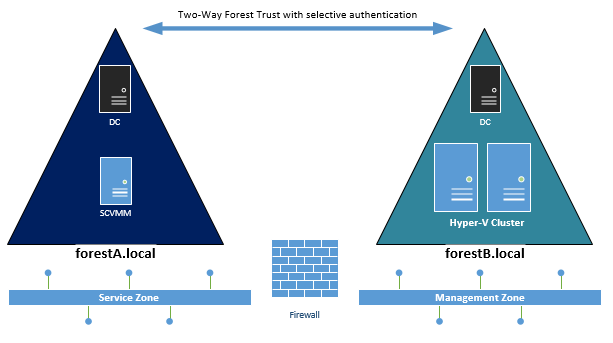 Two-Way Forest Trust with selective authentication
DC
SCVMM
forestA.local
Service Zone
Firewall
DC
Hyper-V Cluster
forestB.local
Management Zone